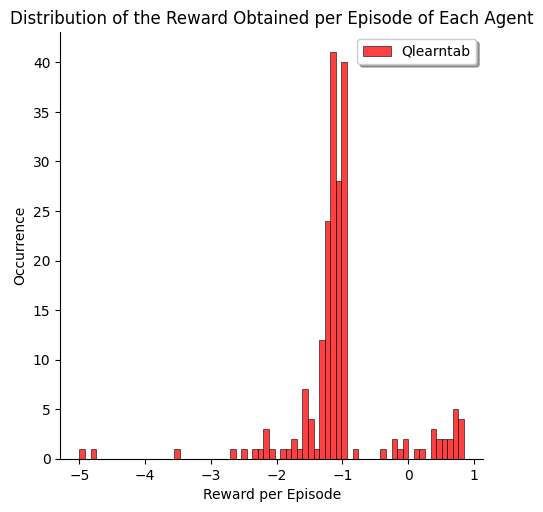 Distribution of the Reward Obtained per Episode of Each Agent
Qlearntab
40
35
30
25
20
15
10
5
0
Occurrence
−5 −4 −3 −2 −1 0 1
Reward per Episode